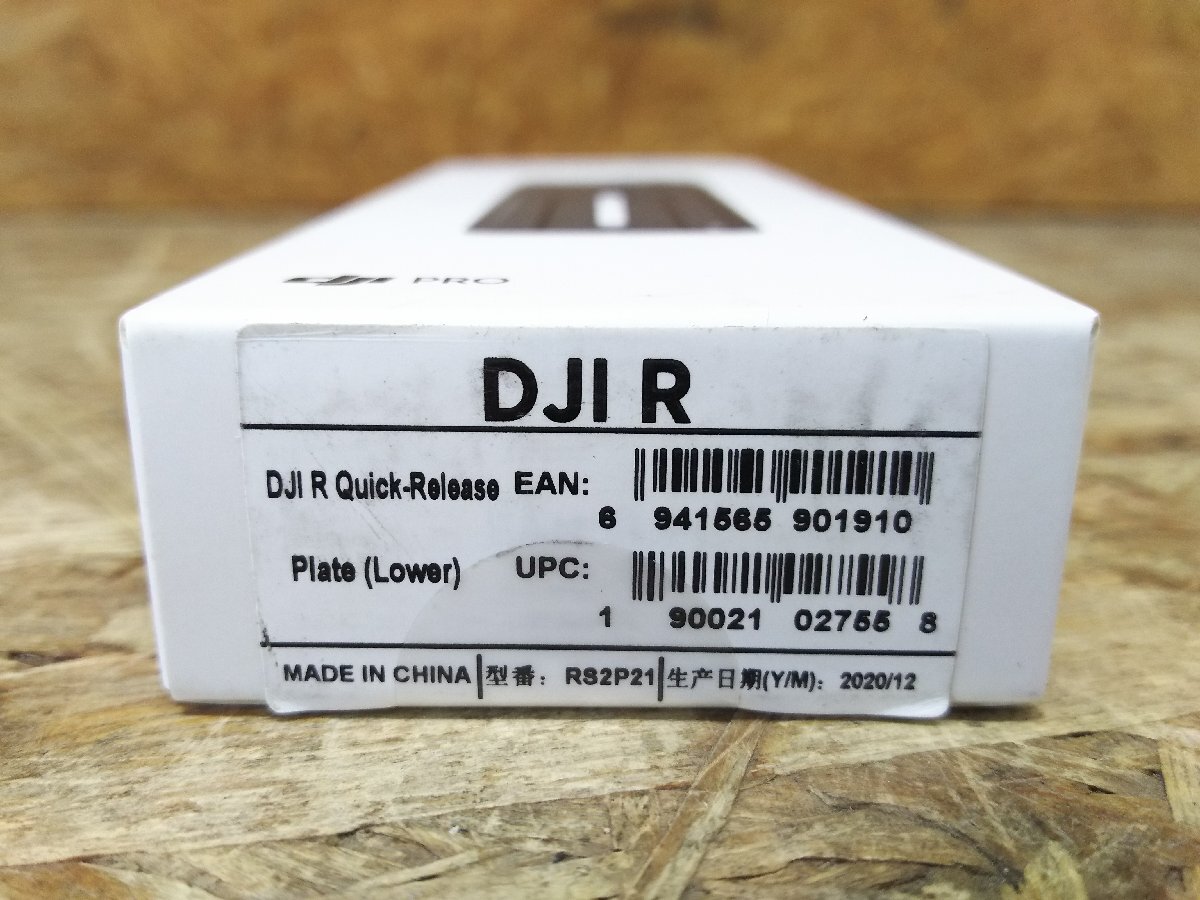 dji PRO
DJI R
DJI R Quick-Release
Plate (Lower)
EAN:
6 941565 901910
UPC:
1 90021 02755 8
MADE IN CHINA
型番: RS2P21
生产日期(Y/M): 2020/12